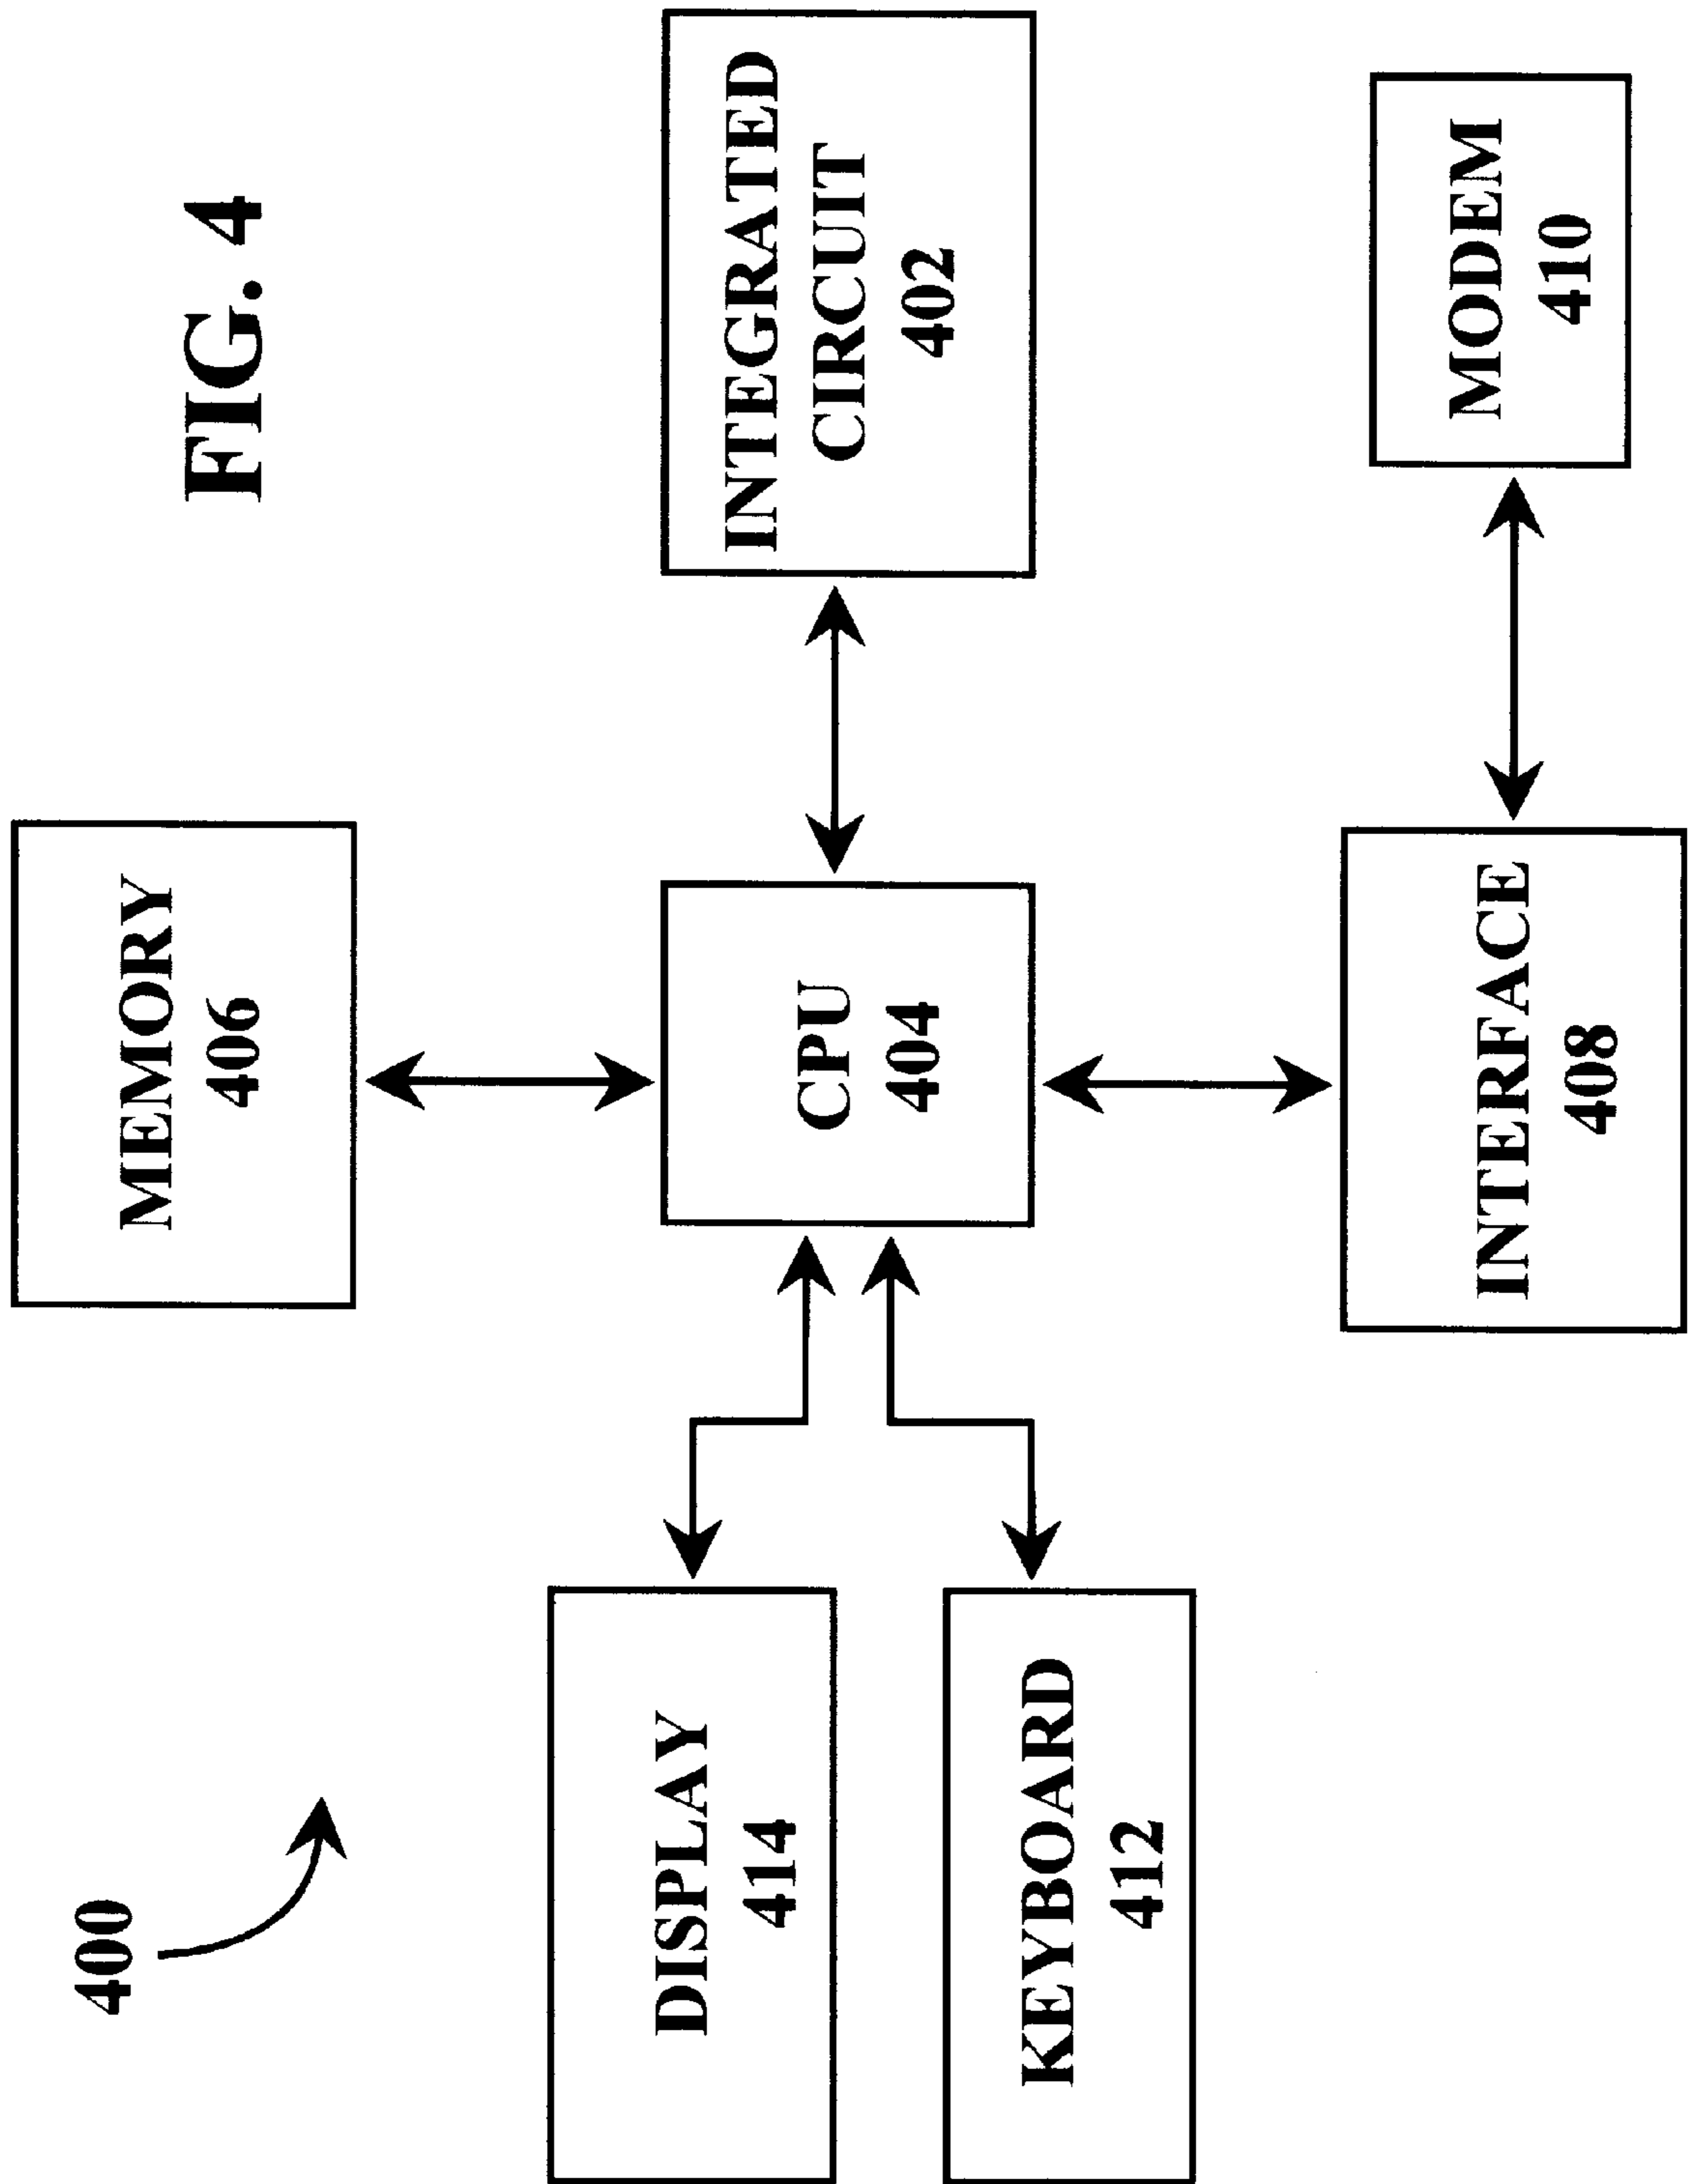 400
MEMORY
406
FIG. 4
DISPLAY
414
KEYBOARD
412
CPU
404
INTEGRATED
CIRCUIT
402
INTERFACE
408
MODEM
410